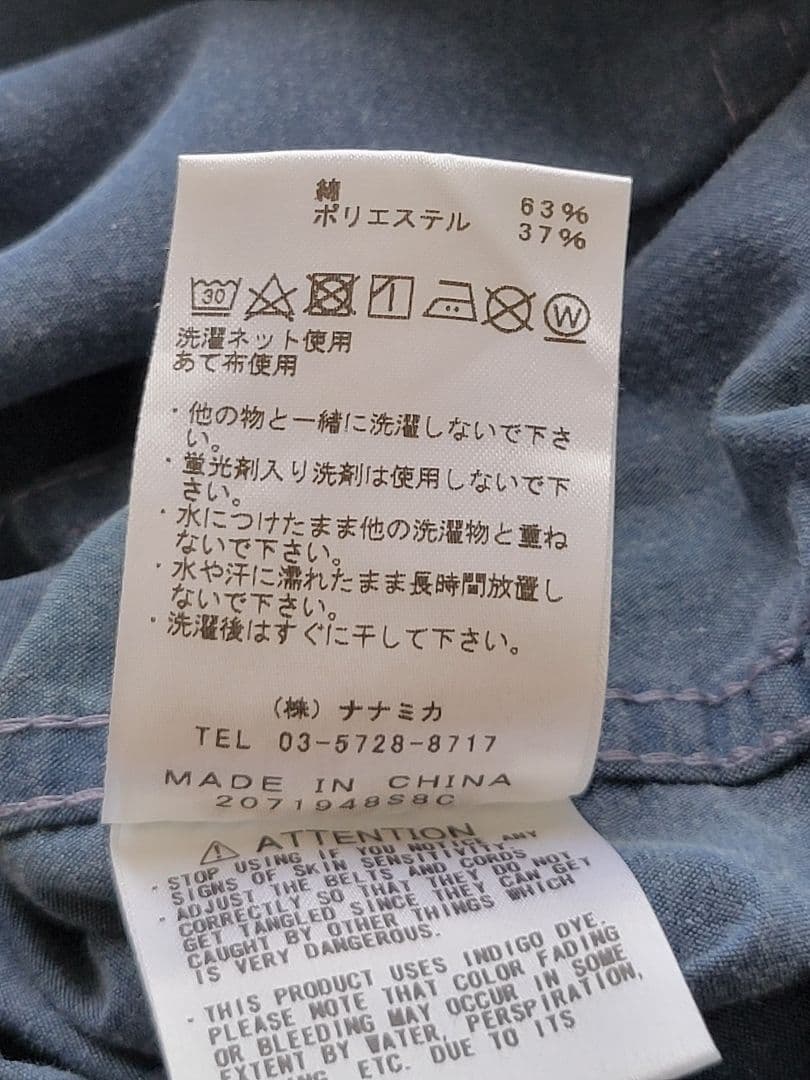 綿 63%
ポリエステル 37%
30 W
洗濯ネット使用
あて布使用
・他の物と一緒に洗濯しないで下さ
い。
・蛍光剤入り洗剤は使用しないで下
さい。
・水につけたまま他の洗濯物と重ね
ないで下さい。
・水や汗に濡れたまま長時間放置し
ないで下さい。
・洗濯後はすぐに干して下さい。
(株)ナナミカ
TEL 03-5728-8717
MADE IN CHINA
2071948S8C
ATTENTION
・STOP USING IF YOU NOTICE ANY
SIGNS OF SKIN SENSITIVITY.
・ADJUST THE BELTS AND CORDS
CORRECTLY SO THAT THEY DO NOT
GET TANGLED SINCE THEY CAN GET
CAUGHT BY OTHER THINGS WHICH
IS VERY DANGEROUS.
・THIS PRODUCT USES INDIGO DYE.
PLEASE NOTE THAT COLOR FADING
OR BLEEDING MAY OCCUR IN SOME
EXTENT BY WATER, PERSPIRATION,
ETC. DUE TO ITS